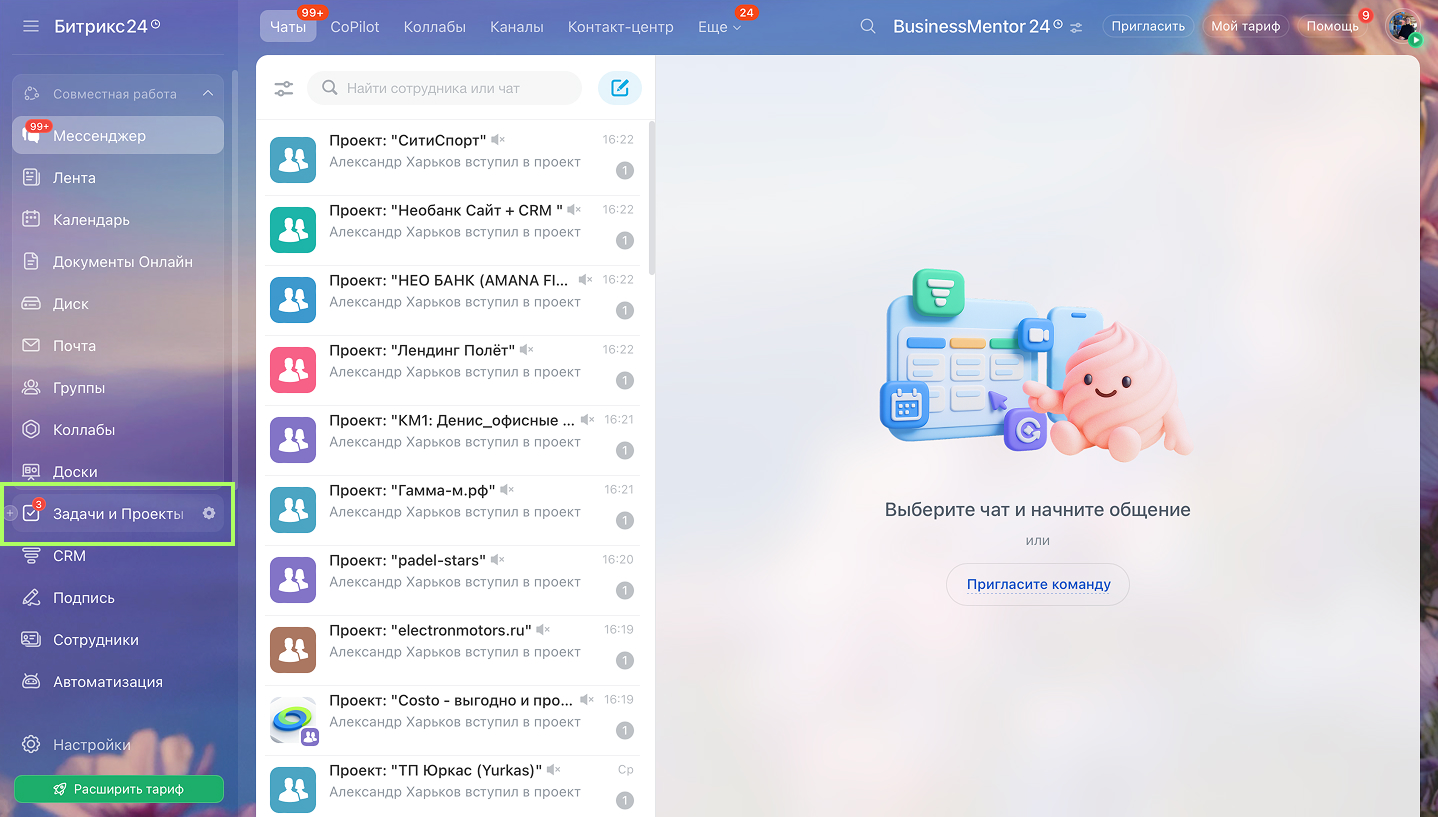 Битрикс24
Чаты
99+
CoPilot
Коллабы
Каналы
Контакт-центр
Еще
24
BusinessMentor 24
Пригласить
Мой тариф
Помощь
9
Совместная работа
99+
Мессенджер
Лента
Календарь
Документы Онлайн
Диск
Почта
Группы
Коллабы
Доски
3
Задачи и Проекты
CRM
Подпись
Сотрудники
Автоматизация
Настройки
Расширить тариф
Найти сотрудника или чат
Проект: "СитиСпорт" 16:22
Александр Харьков вступил в проект 1
Проект: "Необанк Сайт + CRM " 16:22
Александр Харьков вступил в проект 1
Проект: "НЕО БАНК (AMANA FI... 16:22
Александр Харьков вступил в проект 1
Проект: "Лендинг Полёт" 16:22
Александр Харьков вступил в проект 1
Проект: "КМ1: Денис_офисные ... 16:21
Александр Харьков вступил в проект 1
Проект: "Гамма-м.рф" 16:21
Александр Харьков вступил в проект 1
Проект: "padel-stars" 16:20
Александр Харьков вступил в проект 1
Проект: "electronmotors.ru" 16:19
Александр Харьков вступил в проект 1
Проект: "Costo - выгодно и про... 16:19
Александр Харьков вступил в проект 1
Проект: "ТП Юркас (Yurkas)" Ср
Александр Харьков вступил в проект 1
Выберите чат и начните общение
или
Пригласите команду